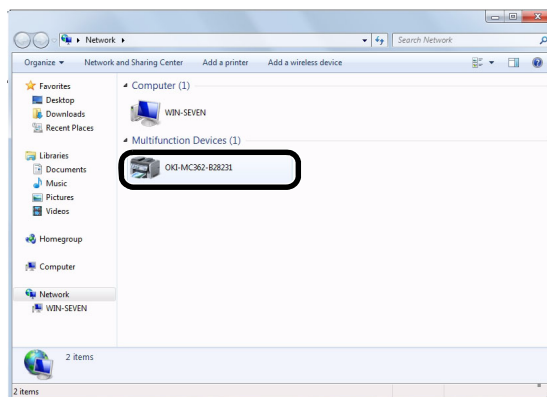 Network
Search Network
Organize Network and Sharing Center Add a printer Add a wireless device
Favorites
Desktop
Downloads
Recent Places
Libraries
Documents
Music
Pictures
Videos
Homegroup
Computer
Network
WIN-SEVEN
Computer (1)
WIN-SEVEN
Multifunction Devices (1)
OKI-MC362-B28231
2 items
2 items